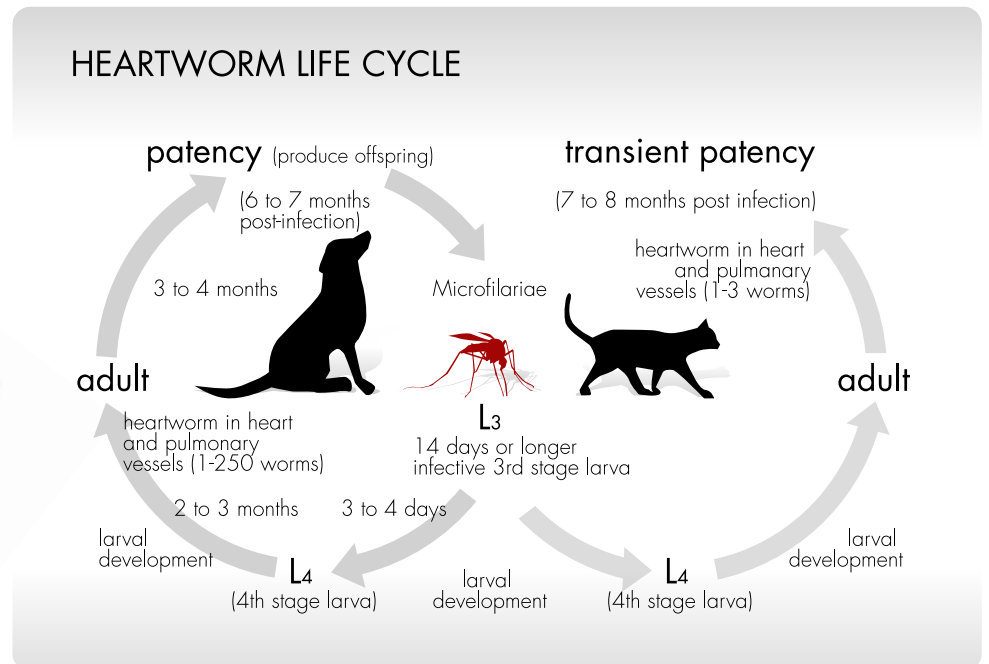 HEARTWORM LIFE CYCLE
patency (produce offspring)
transient patency
(6 to 7 months
post-infection)
(7 to 8 months post infection)
3 to 4 months
Microfilariae
heartworm in heart
and pulmanary
vessels (1-3 worms)
adult
adult
heartworm in heart
and pulmonary
vessels (1-250 worms)
L3
14 days or longer
infective 3rd stage larva
2 to 3 months
3 to 4 days
larval
development
larval
development
L4
(4th stage larva)
larval
development
L4
(4th stage larva)